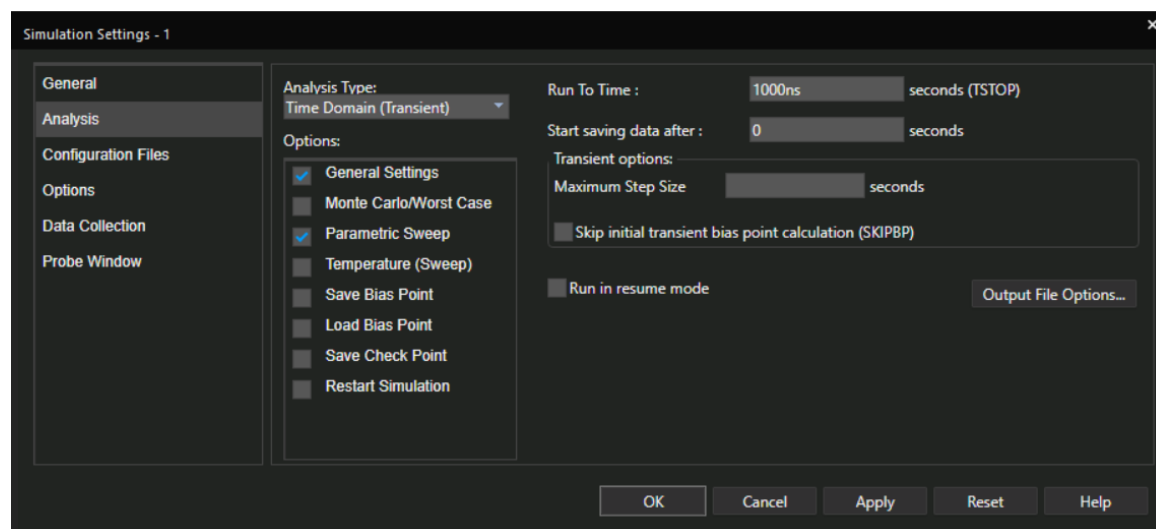 Simulation Settings - 1
×
General
Analysis
Configuration Files
Options
Data Collection
Probe Window
Analysis Type:
Time Domain (Transient)
Options:
General Settings
Monte Carlo/Worst Case
Parametric Sweep
Temperature (Sweep)
Save Bias Point
Load Bias Point
Save Check Point
Restart Simulation
Run To Time : 1000ns seconds (TSTOP)
Start saving data after : 0 seconds
Transient options:
Maximum Step Size seconds
Skip initial transient bias point calculation (SKIPBP)
Run in resume mode
Output File Options...
OK Cancel Apply Reset Help